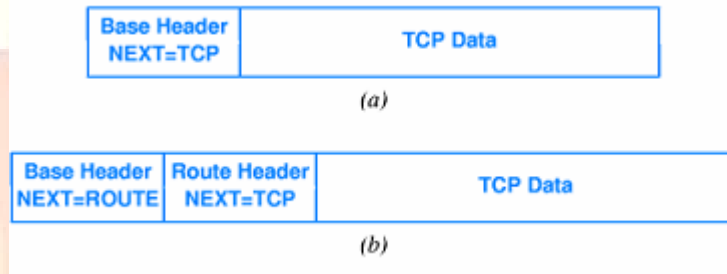 Base Header
NEXT=TCP
TCP Data
(a)
Base Header
NEXT=ROUTE
Route Header
NEXT=TCP
TCP Data
(b)